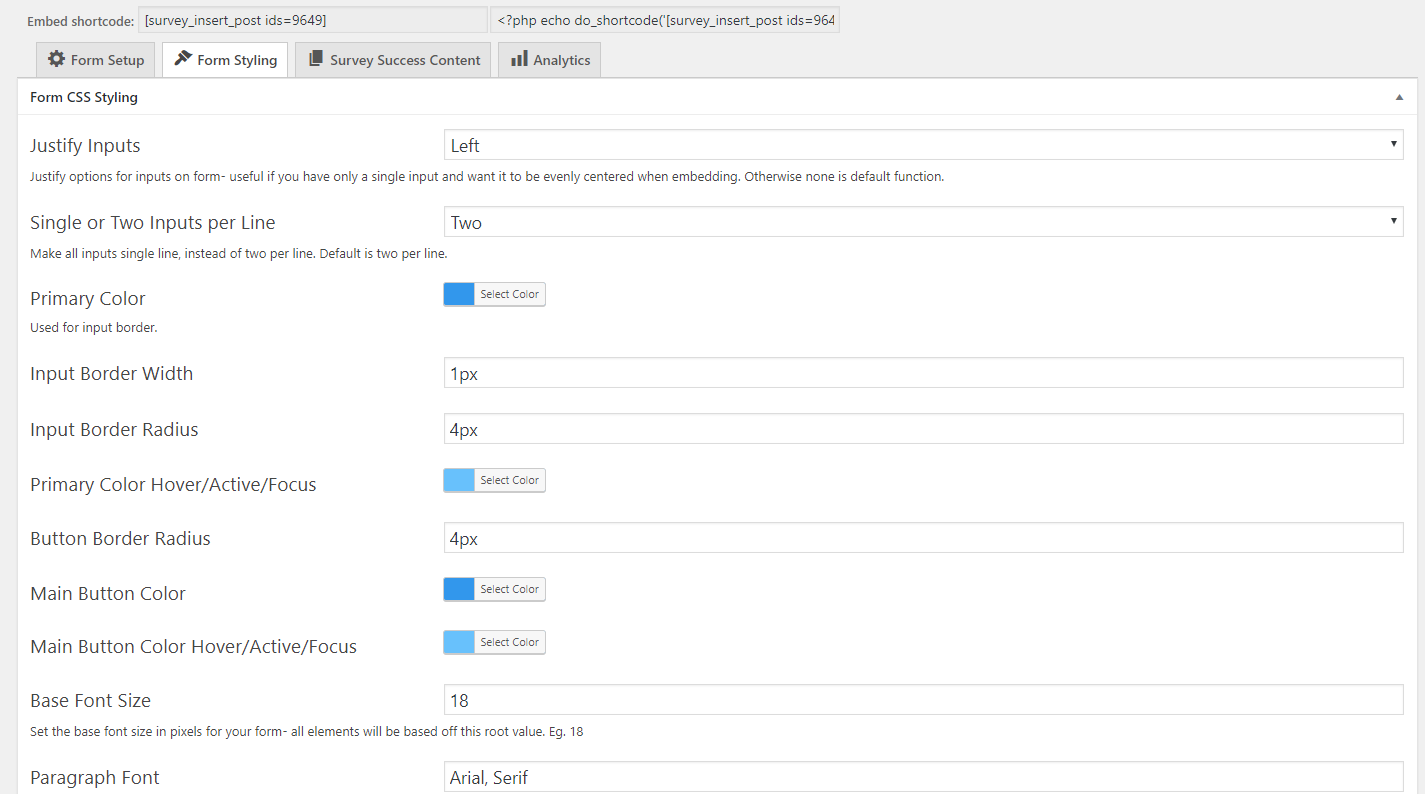 Embed shortcode: [survey_insert_post ids=9649] <?php echo do_shortcode('[survey_insert_post ids=964
Form Setup Form Styling Survey Success Content Analytics
Form CSS Styling
Justify Inputs Left
Justify options for inputs on form- useful if you have only a single input and want it to be evenly centered when embedding. Otherwise none is default function.
Single or Two Inputs per Line Two
Make all inputs single line, instead of two per line. Default is two per line.
Primary Color Select Color
Used for input border.
Input Border Width 1px
Input Border Radius 4px
Primary Color Hover/Active/Focus Select Color
Button Border Radius 4px
Main Button Color Select Color
Main Button Color Hover/Active/Focus Select Color
Base Font Size 18
Set the base font size in pixels for your form- all elements will be based off this root value. Eg. 18
Paragraph Font Arial, Serif